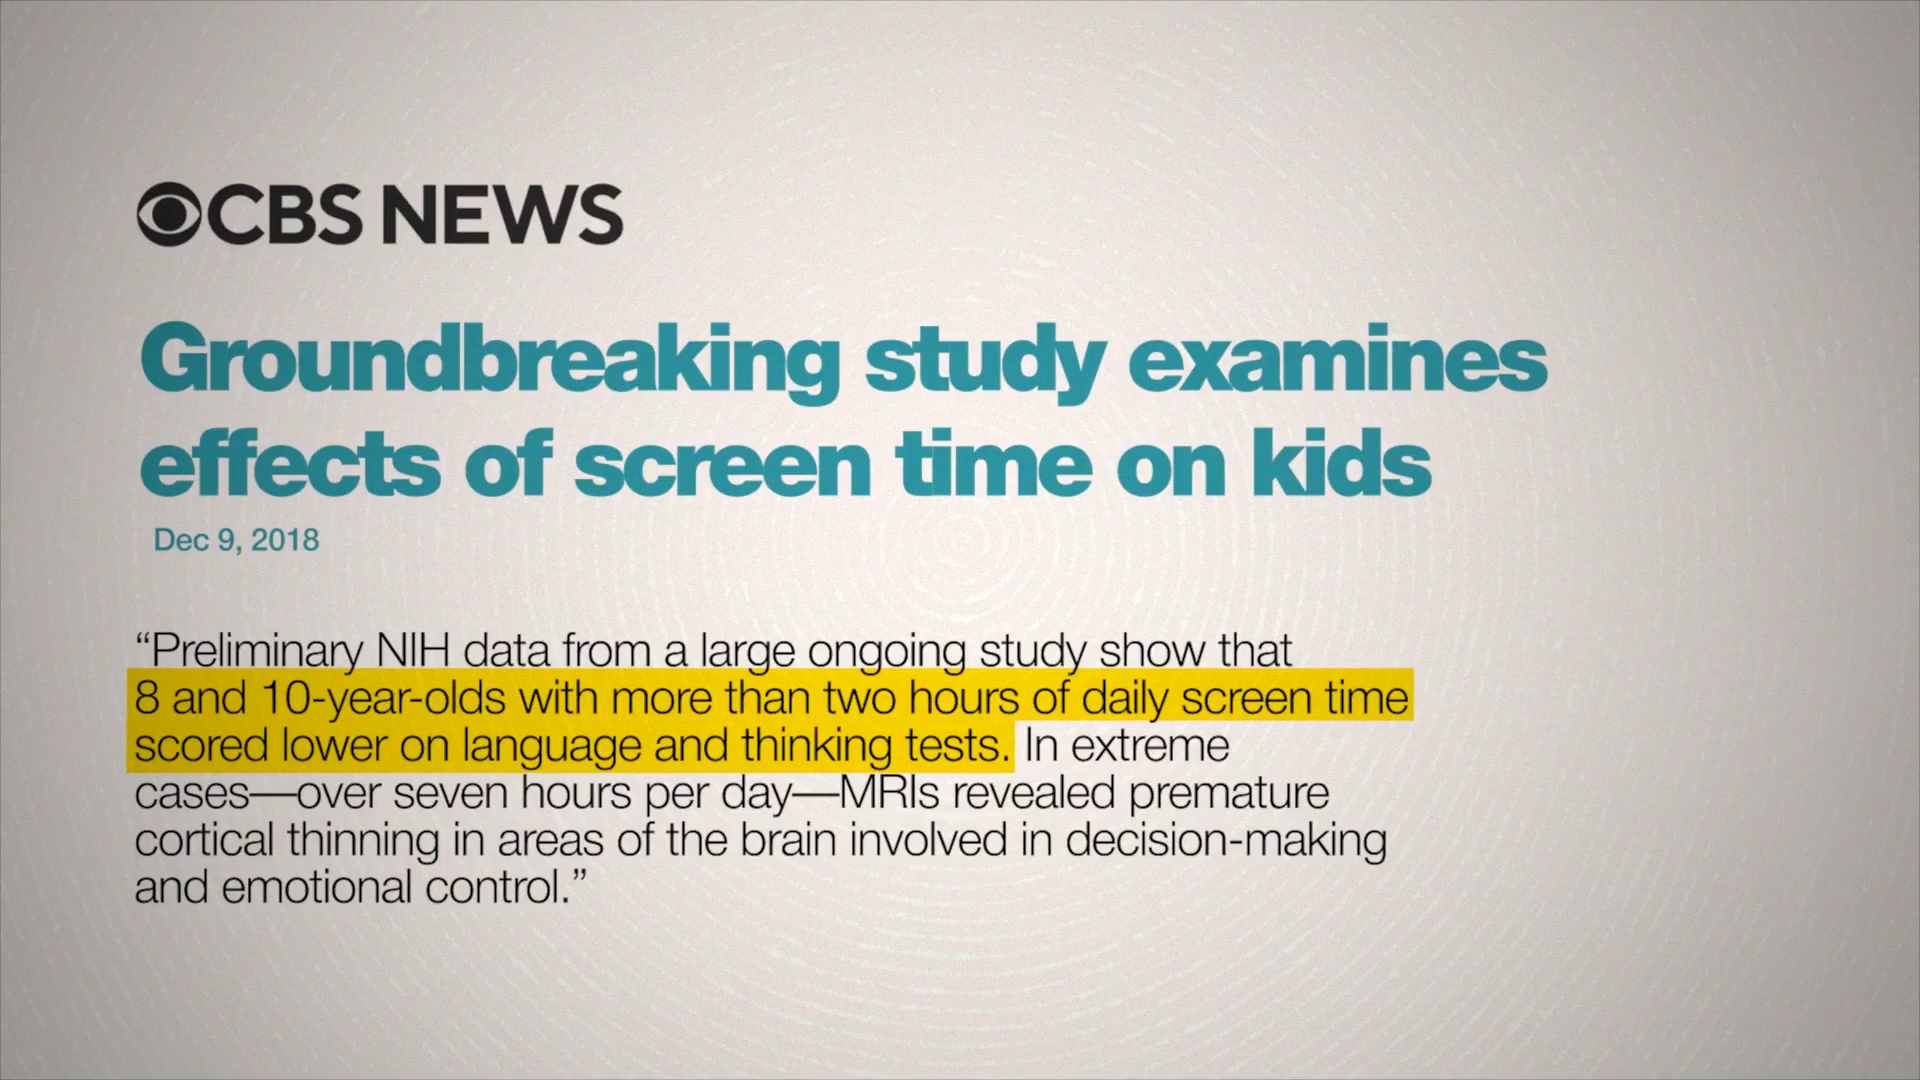 CBS NEWS
Groundbreaking study examines
effects of screen time on kids
Dec 9, 2018
“Preliminary NIH data from a large ongoing study show that
8 and 10-year-olds with more than two hours of daily screen time
scored lower on language and thinking tests. In extreme
cases—over seven hours per day—MRIs revealed premature
cortical thinning in areas of the brain involved in decision-making
and emotional control.”